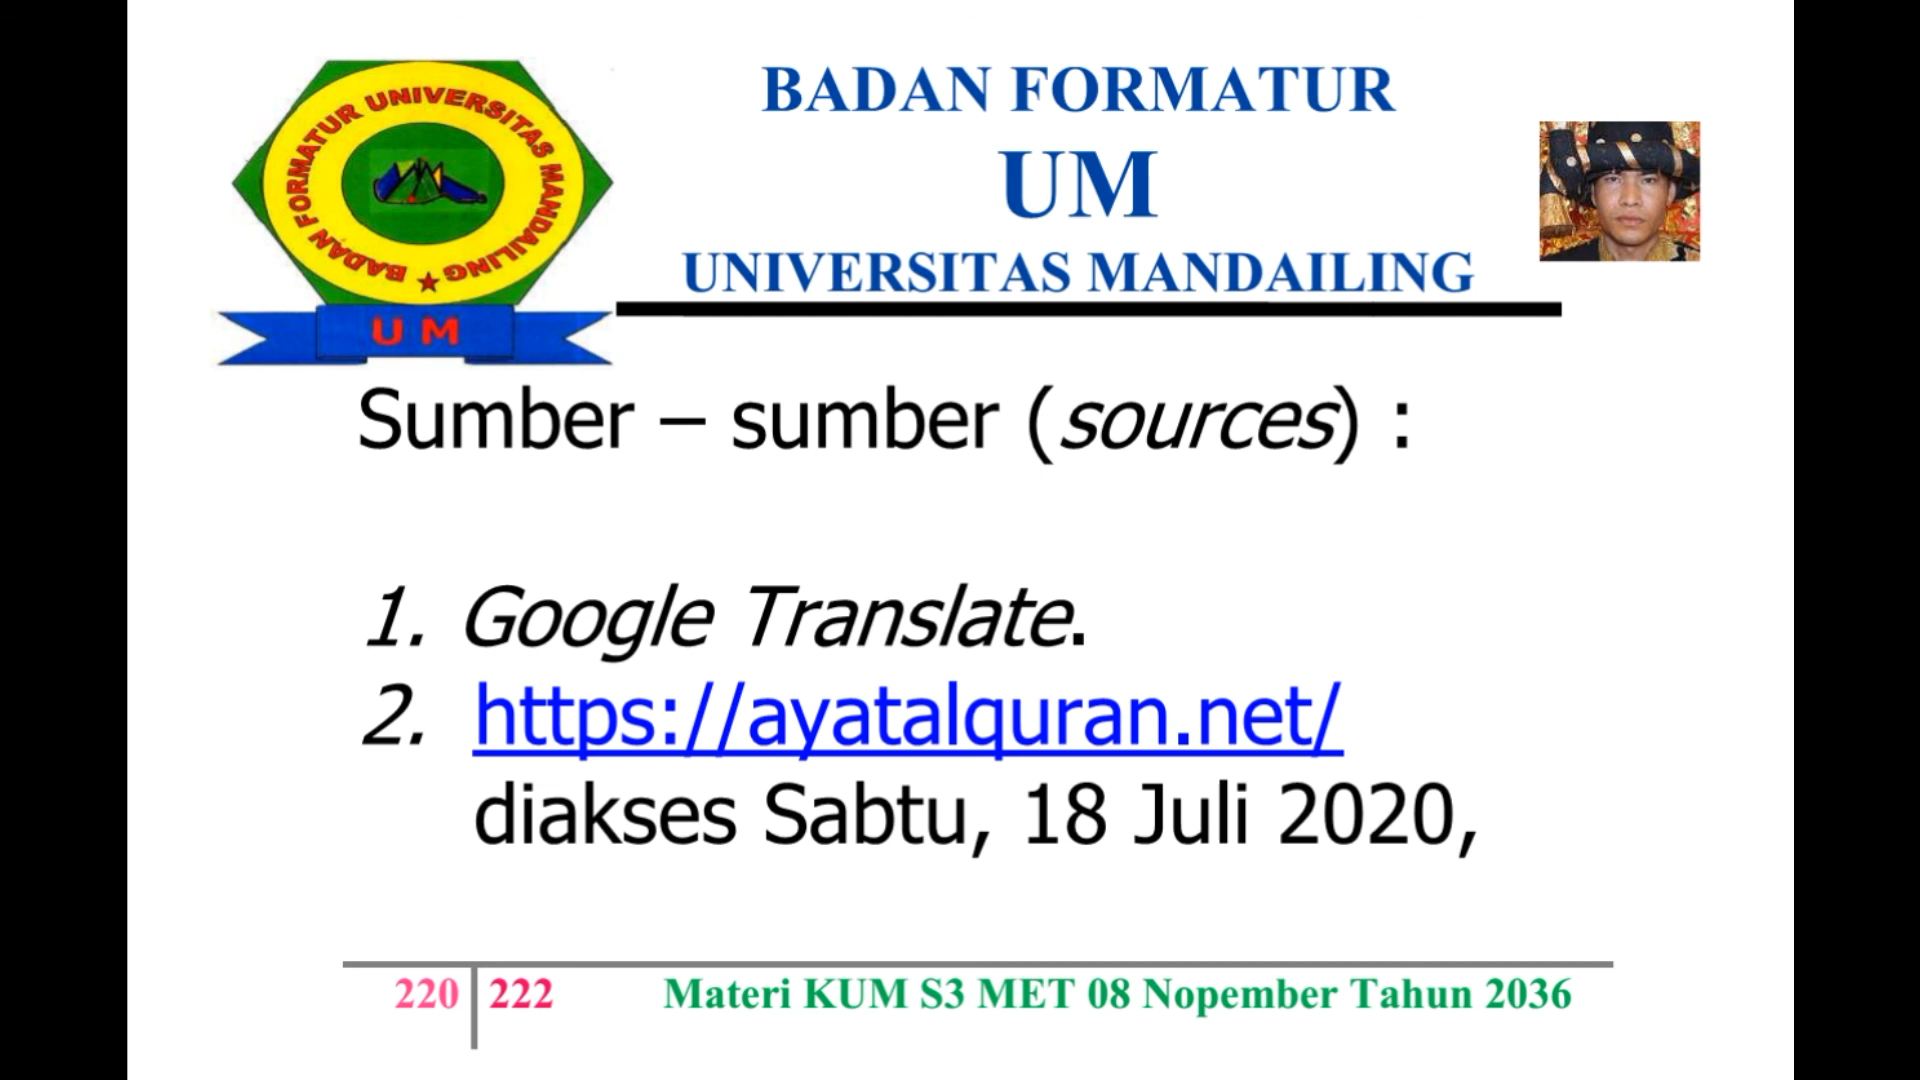 BADAN FORMATUR UNIVERSITAS MANDAILING
UM
BADAN FORMATUR
UM
UNIVERSITAS MANDAILING
Sumber – sumber (sources) :
1. Google Translate.
2. https://ayatalquran.net/
diakses Sabtu, 18 Juli 2020,
220 222 Materi KUM S3 MET 08 Nopember Tahun 2036